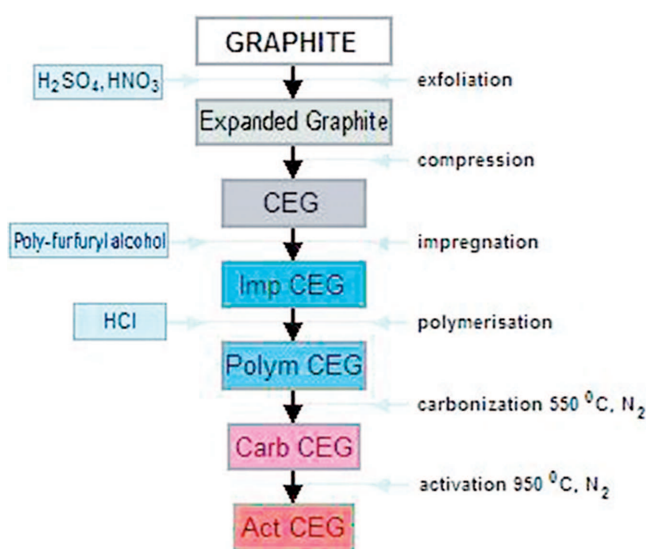 GRAPHITE
H₂SO₄, HNO₃
exfoliation
Expanded Graphite
compression
CEG
Poly-furfuryl alcohol
impregnation
Imp CEG
HCl
polymerisation
Polym CEG
carbonization 550 ⁰C, N₂
Carb CEG
activation 950 ⁰C, N₂
Act CEG